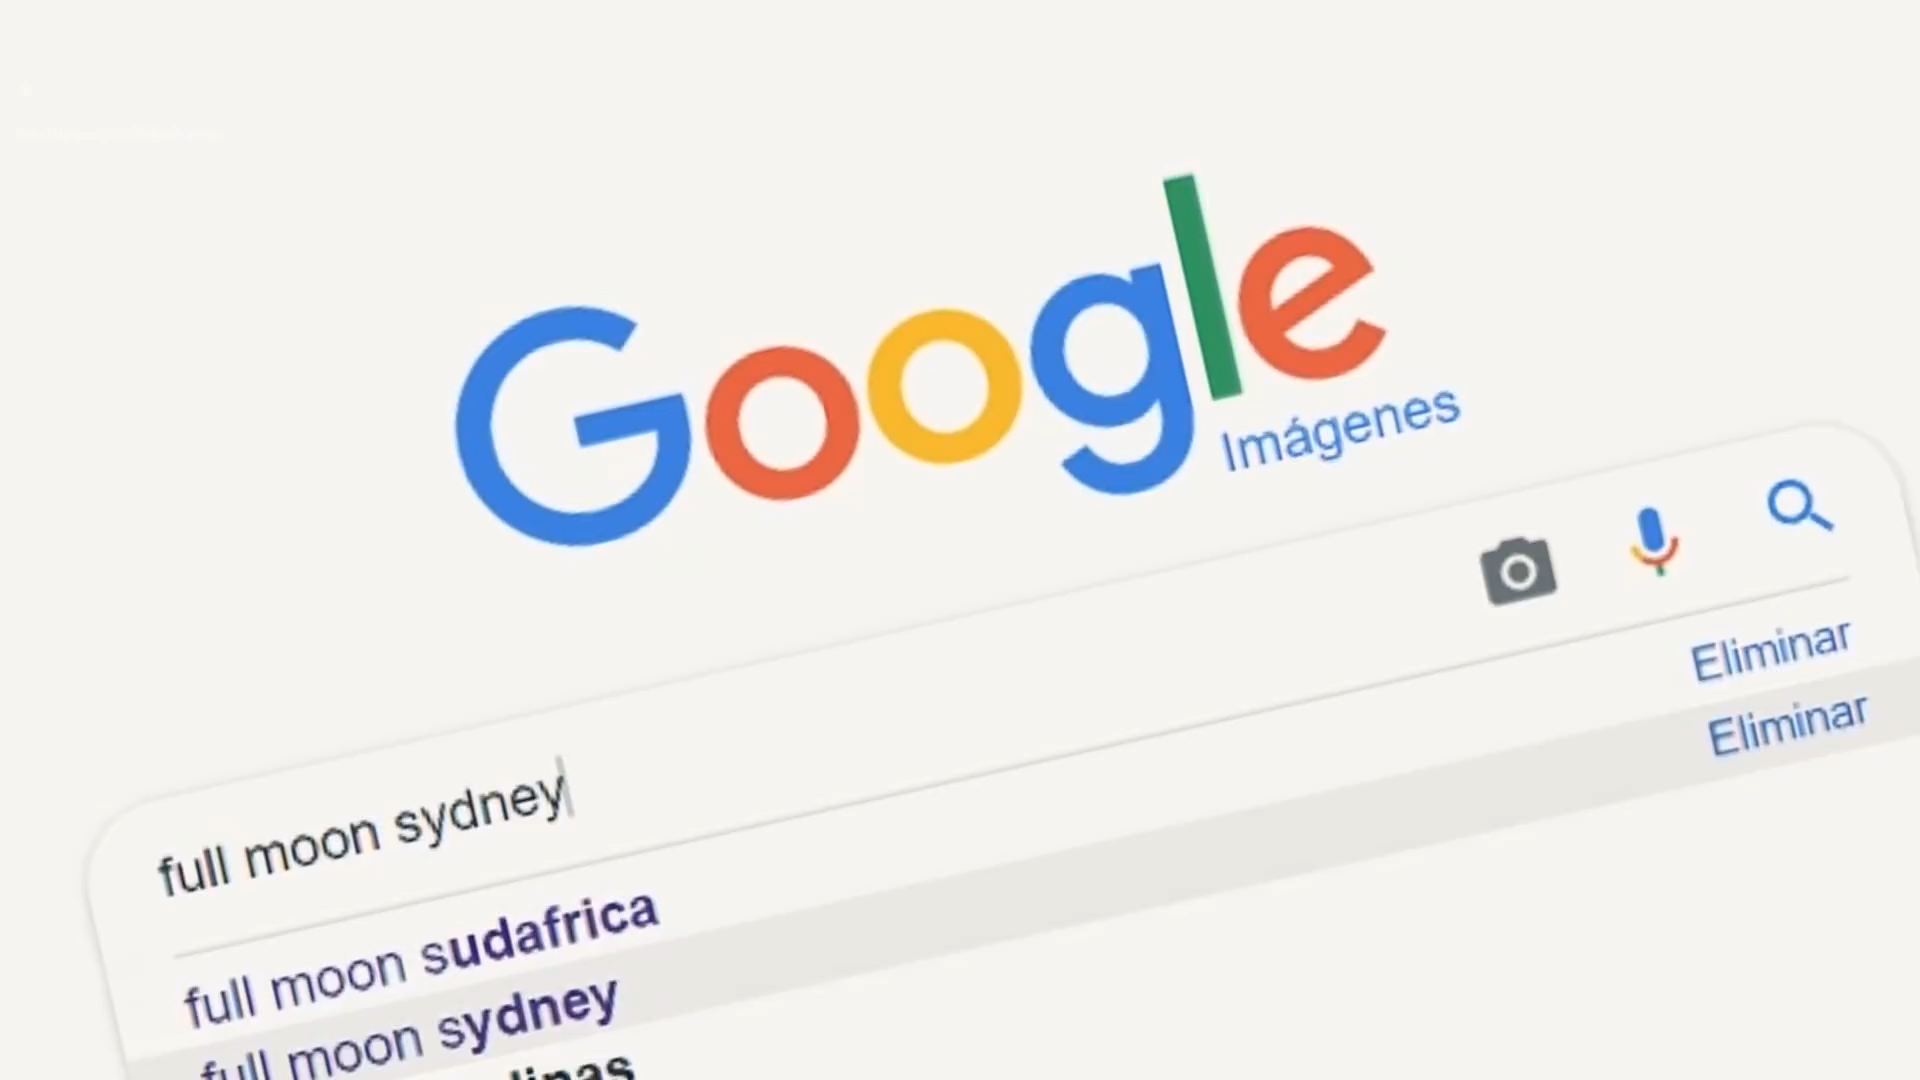 Google
Imágenes
full moon sydney
full moon sudafrica Eliminar
full moon sydney Eliminar